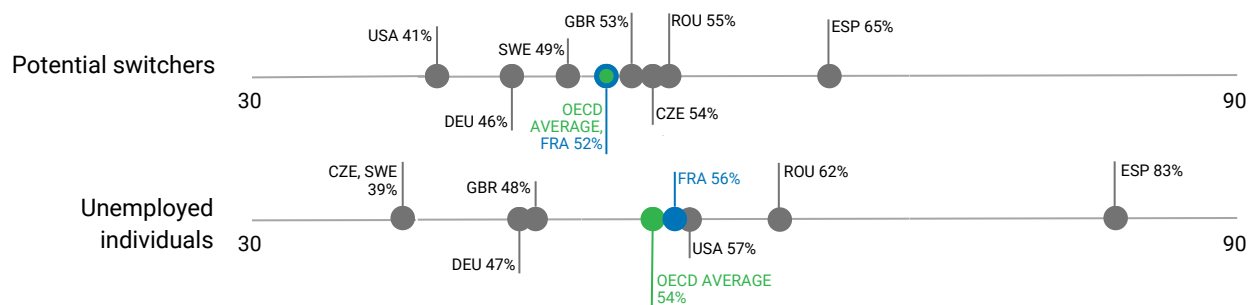 GBR 53%
ROU 55%
ESP 65%
USA 41%
SWE 49%
Potential switchers
30
90
DEU 46%
OECD
AVERAGE,
FRA 52%
CZE 54%
CZE, SWE
39%
GBR 48%
FRA 56%
ROU 62%
ESP 83%
Unemployed
individuals
30
90
DEU 47%
USA 57%
OECD AVERAGE
54%